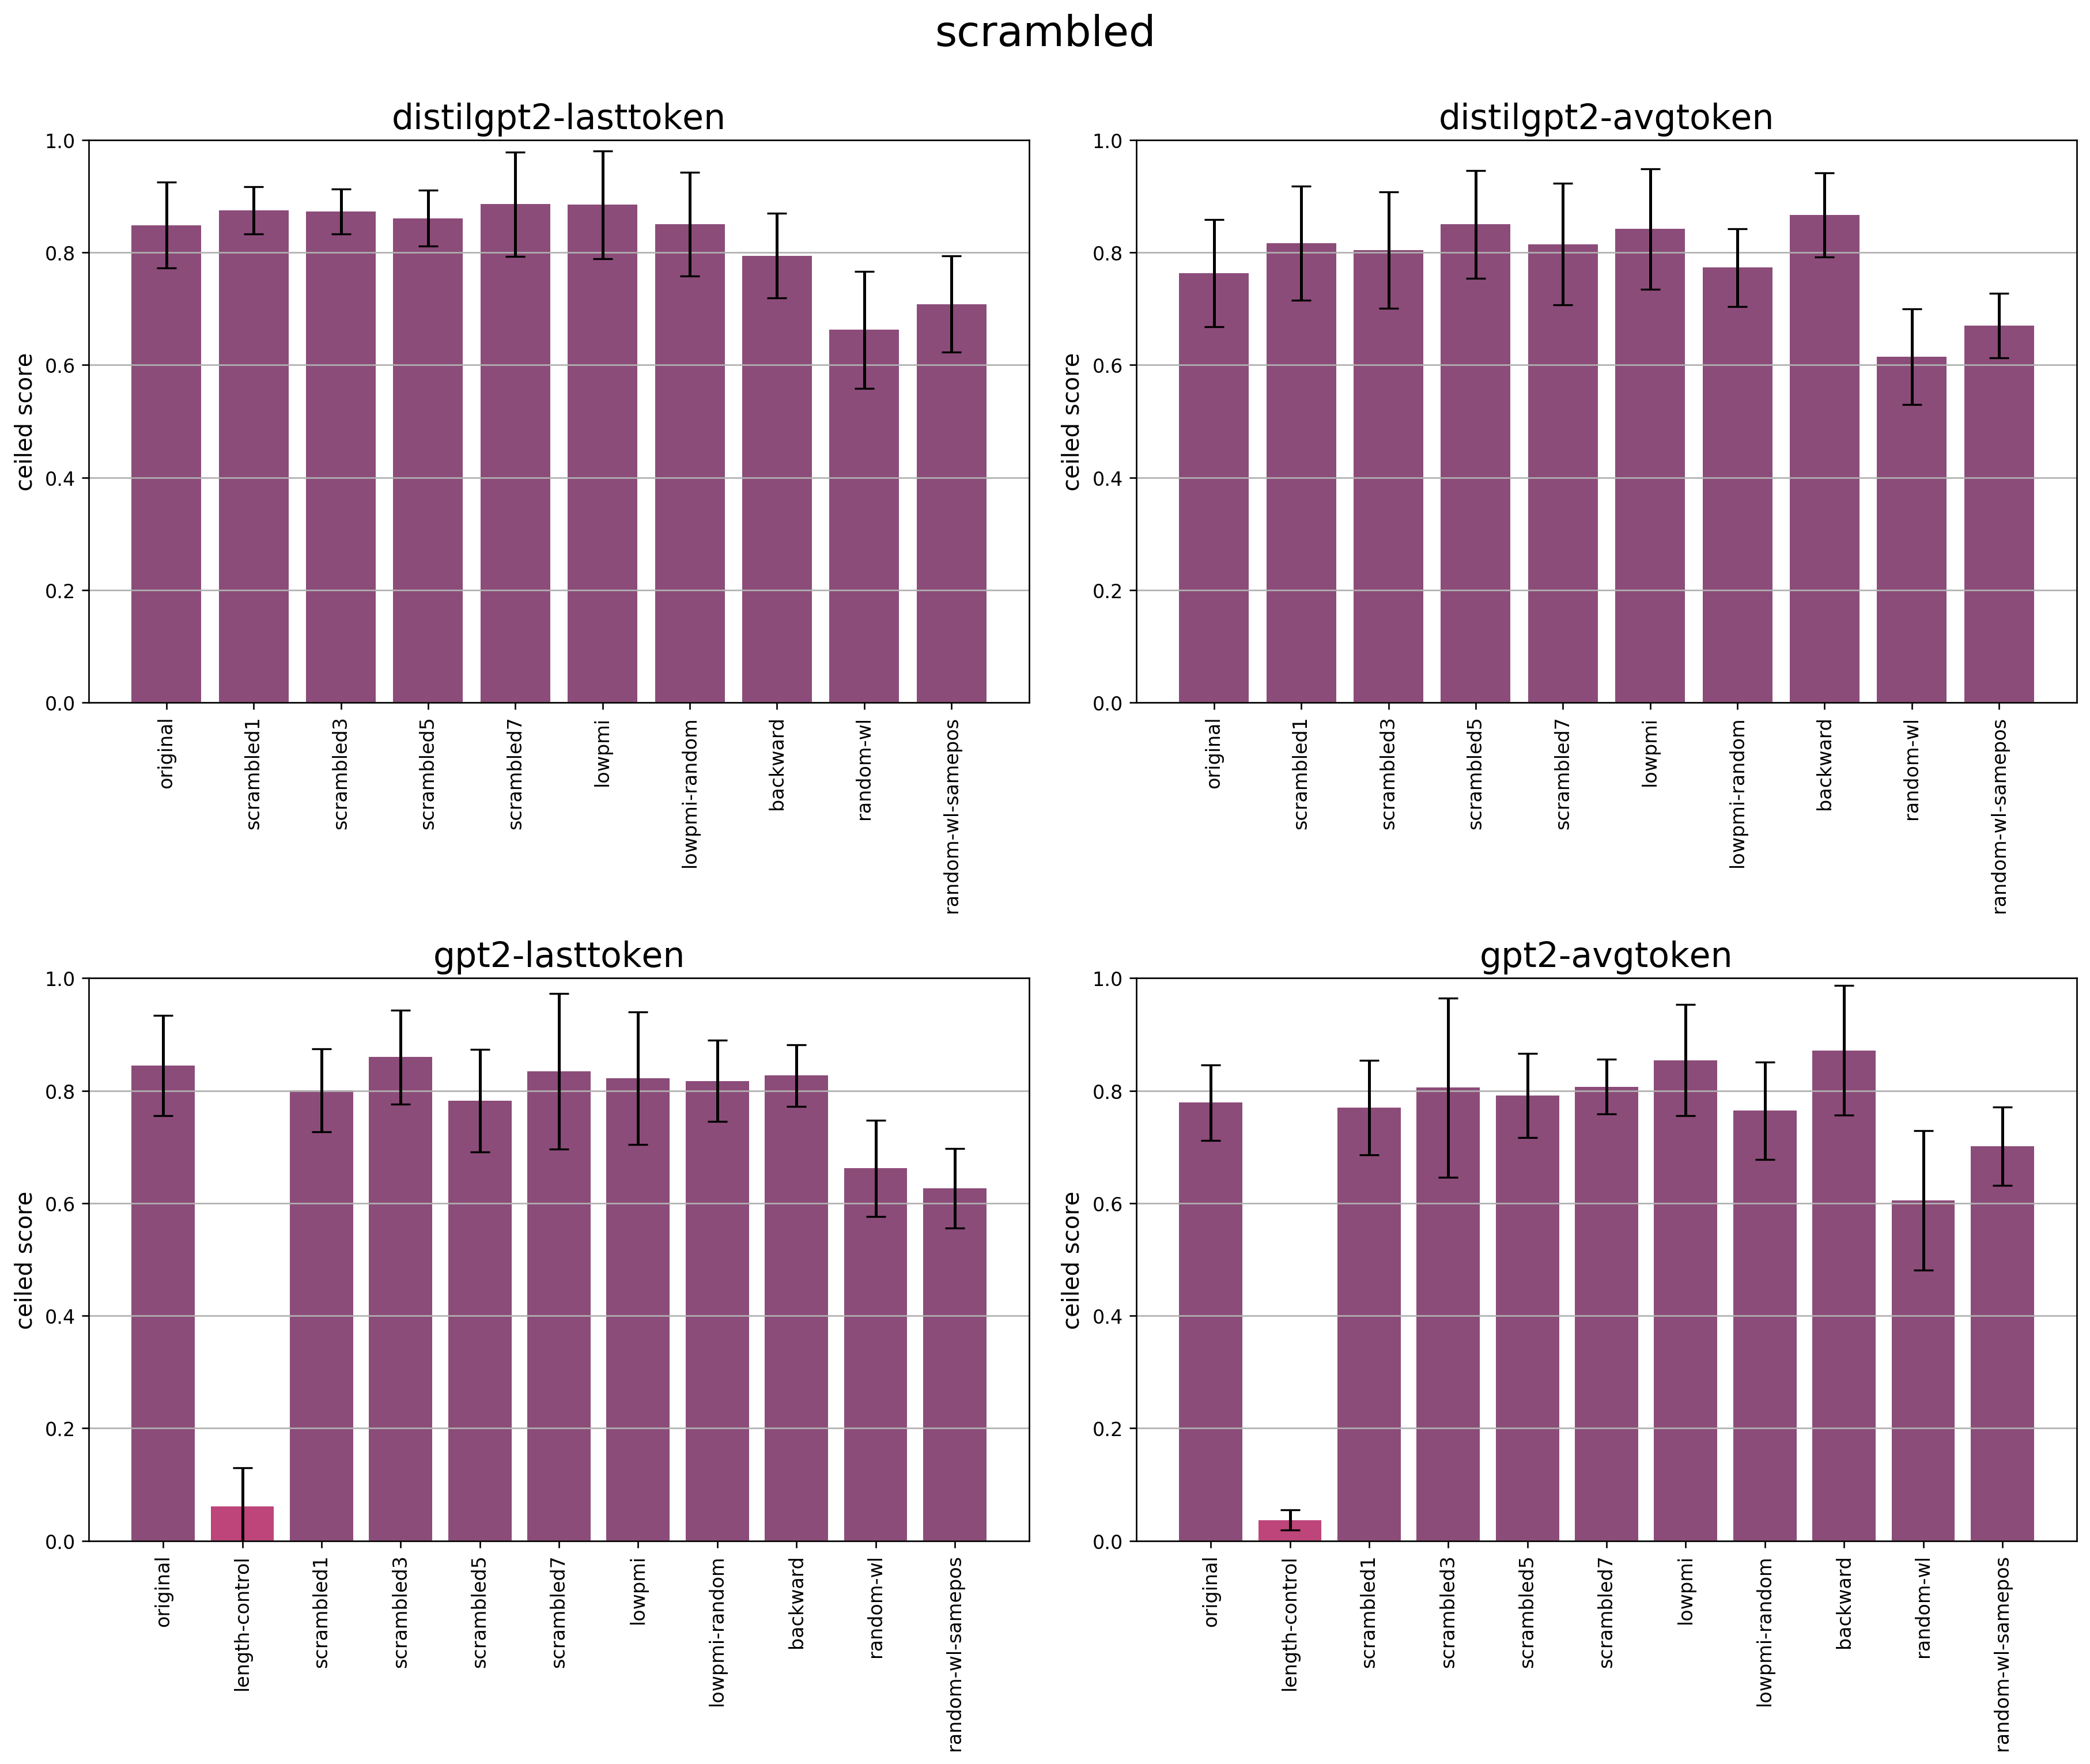 scrambled
distilgpt2-lasttoken
ceiled score
1.0
0.8
0.6
0.4
0.2
0.0
original
scrambled1
scrambled3
scrambled5
scrambled7
lowpmi
lowpmi-random
backward
random-wl
random-wl-samepos
distilgpt2-avgtoken
ceiled score
1.0
0.8
0.6
0.4
0.2
0.0
original
scrambled1
scrambled3
scrambled5
scrambled7
lowpmi
lowpmi-random
backward
random-wl
random-wl-samepos
gpt2-lasttoken
ceiled score
1.0
0.8
0.6
0.4
0.2
0.0
original
length-control
scrambled1
scrambled3
scrambled5
scrambled7
lowpmi
lowpmi-random
backward
random-wl
random-wl-samepos
gpt2-avgtoken
ceiled score
1.0
0.8
0.6
0.4
0.2
0.0
original
length-control
scrambled1
scrambled3
scrambled5
scrambled7
lowpmi
lowpmi-random
backward
random-wl
random-wl-samepos